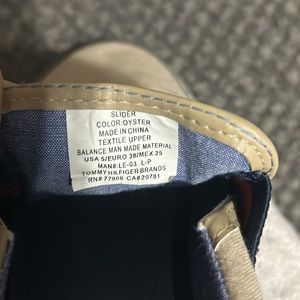 SLIDER
COLOR:OYSTER
MADE IN CHINA
TEXTILE UPPER
BALANCE MAN MADE MATERIAL
USA 5/EURO 36/MEX 25
MAN#:LE-03 L-P
TOMMY HILFIGER BRANDS
RN#77806 CA#20781